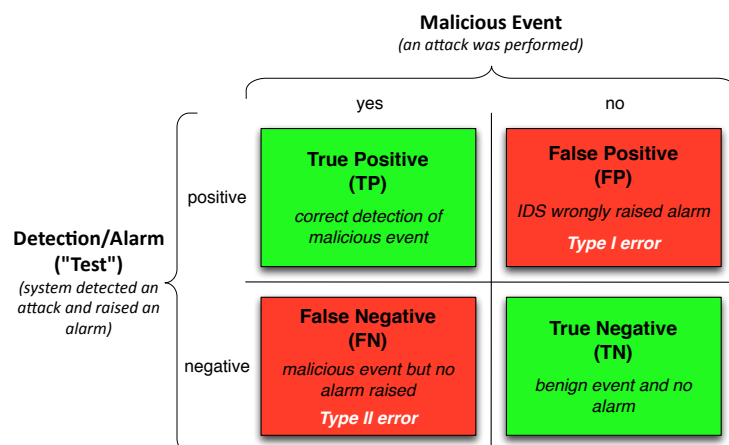 Malicious Event
(an attack was performed)
yes
no
positive
True Positive
(TP)
correct detection of
malicious event
False Positive
(FP)
IDS wrongly raised alarm
Type I error
Detection/Alarm
("Test")
(system detected an
attack and raised an
alarm)
negative
False Negative
(FN)
malicious event but no
alarm raised
Type II error
True Negative
(TN)
benign event and no
alarm